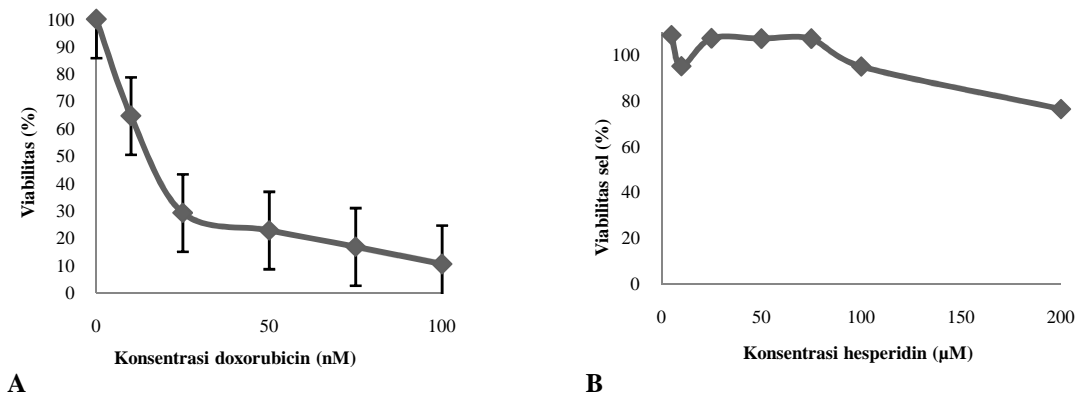 100
90
80
70
60
50
40
30
20
10
0
Viabilitas (%)
0 50 100
Konsentrasi doxorubicin (nM)
A
100
80
60
40
20
0
Viabilitas sel (%)
0 50 100 150 200
Konsentrasi hesperidin (µM)
B